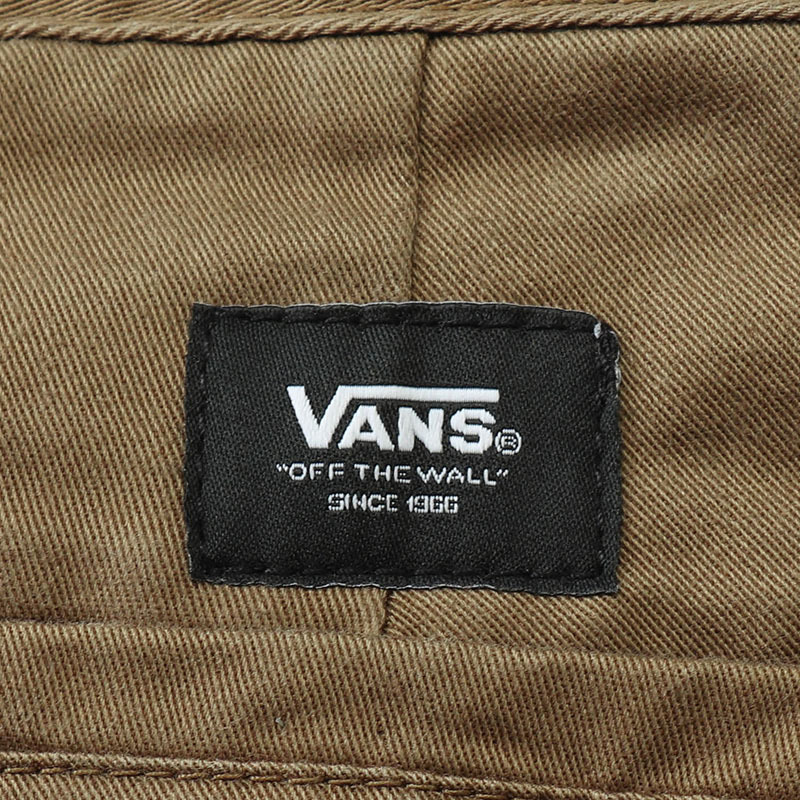 VANS®
"OFF THE WALL"
SINCE 1966